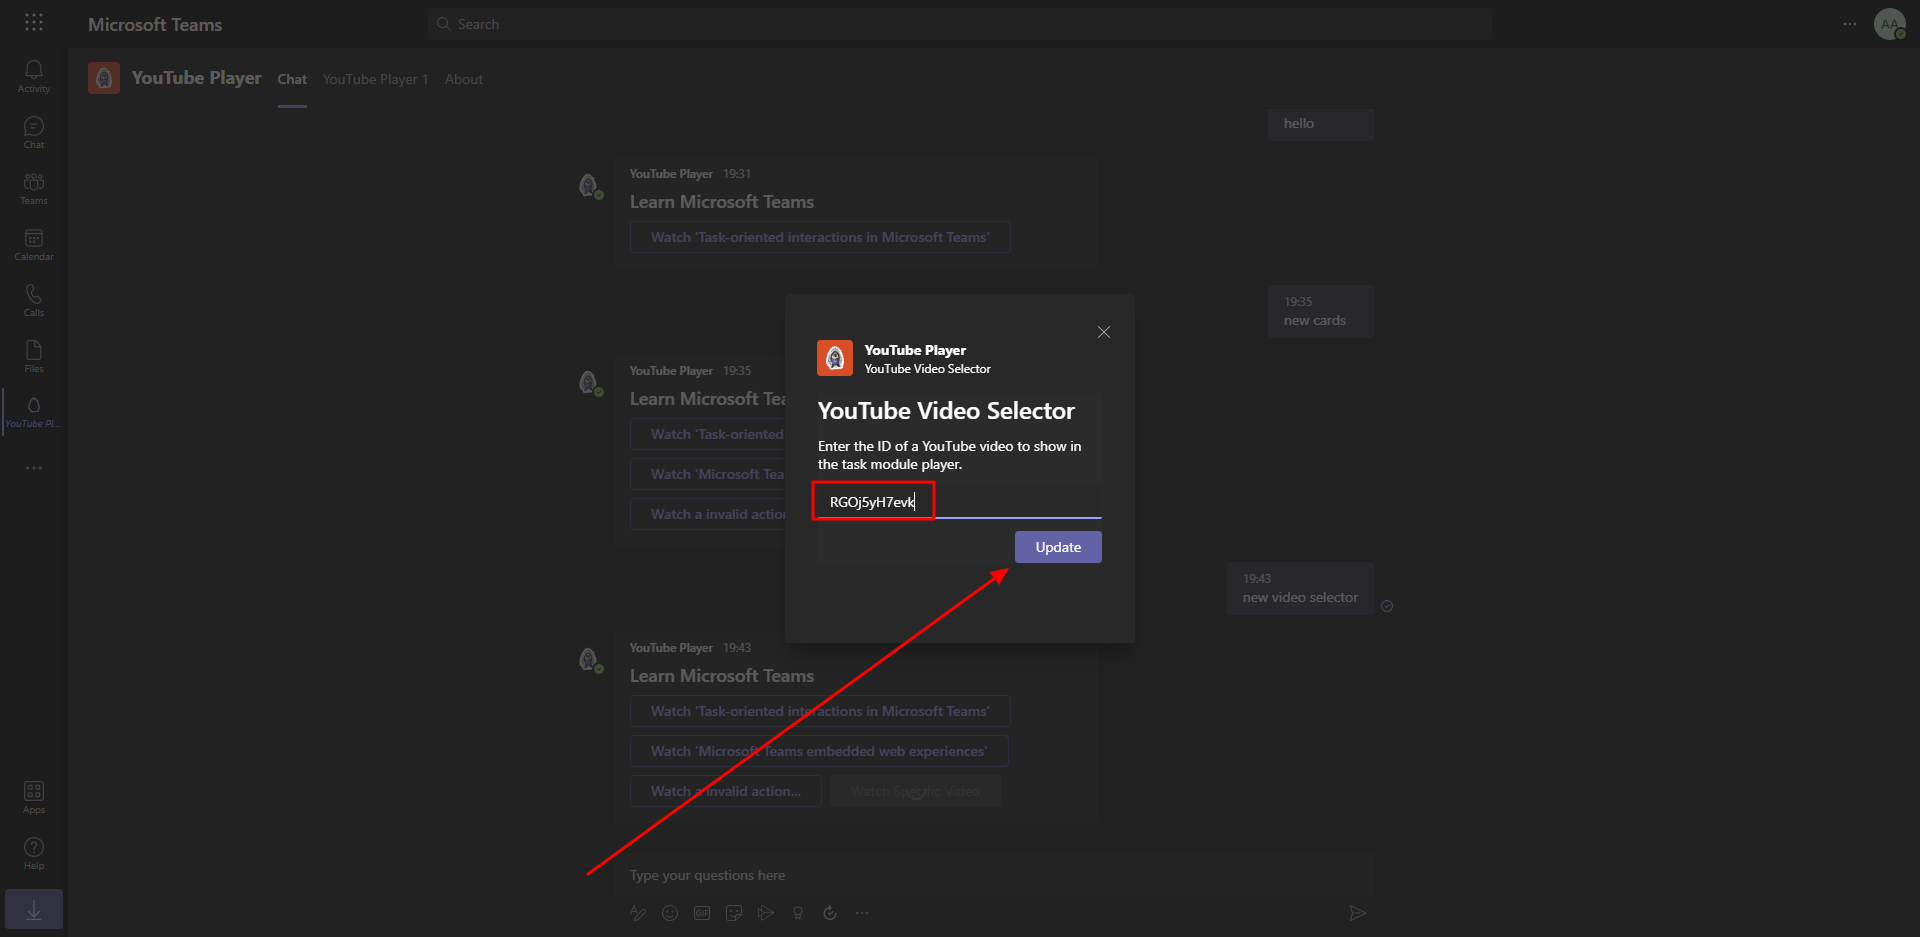 Microsoft Teams
Search
AA
Activity
Chat
Teams
Calendar
Calls
Files
YouTube Pl...
Apps
Help
YouTube Player
Chat
YouTube Player 1
About
hello
YouTube Player 19:31
Learn Microsoft Teams
Watch 'Task-oriented interactions in Microsoft Teams'
19:35
new cards
YouTube Player 19:35
Learn Microsoft Tea
Watch 'Task-oriented
Watch 'Microsoft Tea
Watch a invalid action
YouTube Player
YouTube Video Selector
YouTube Video Selector
Enter the ID of a YouTube video to show in
the task module player.
RGOj5yH7evk
Update
19:43
new video selector
YouTube Player 19:43
Learn Microsoft Teams
Watch 'Task-oriented interactions in Microsoft Teams'
Watch 'Microsoft Teams embedded web experiences'
Watch a invalid action...
Watch Specific Video
Type your questions here
GIF